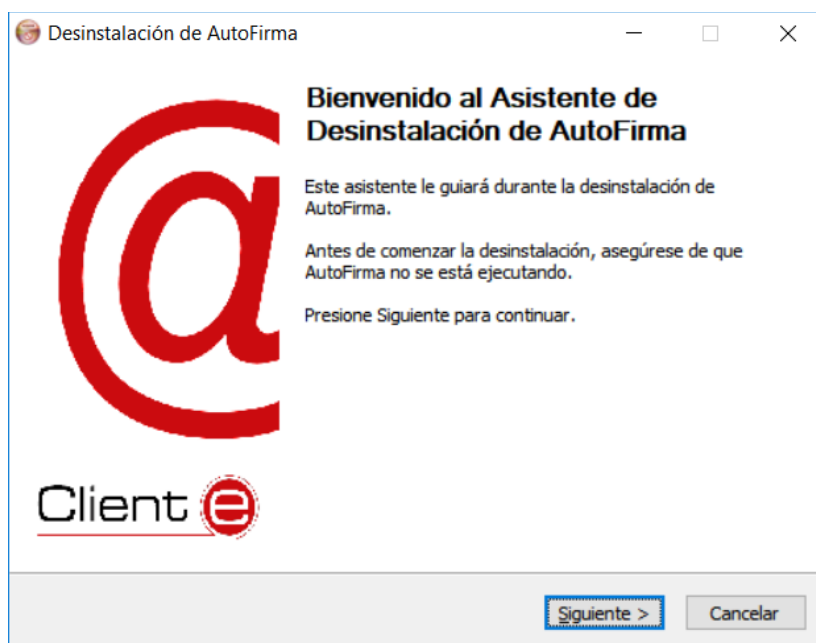 Desinstalación de AutoFirma
Bienvenido al Asistente de
Desinstalación de AutoFirma
Este asistente le guiará durante la desinstalación de
AutoFirma.
Antes de comenzar la desinstalación, asegúrese de que
AutoFirma no se está ejecutando.
Presione Siguiente para continuar.
@
Client e
Siguiente >
Cancelar